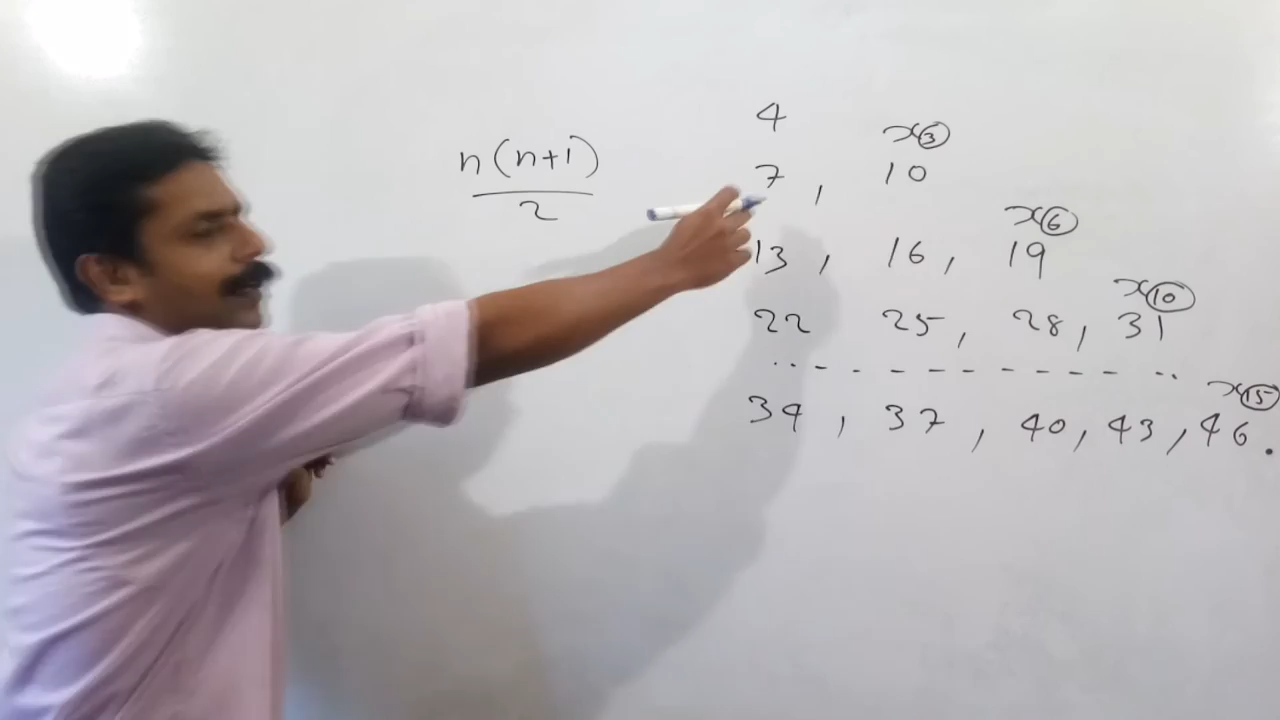 n(n+1)
2
4
x③
7, 10
x⑥
13, 16, 19
x⑩
22 25, 28, 31
x⑮
34, 37, 40, 43, 46.